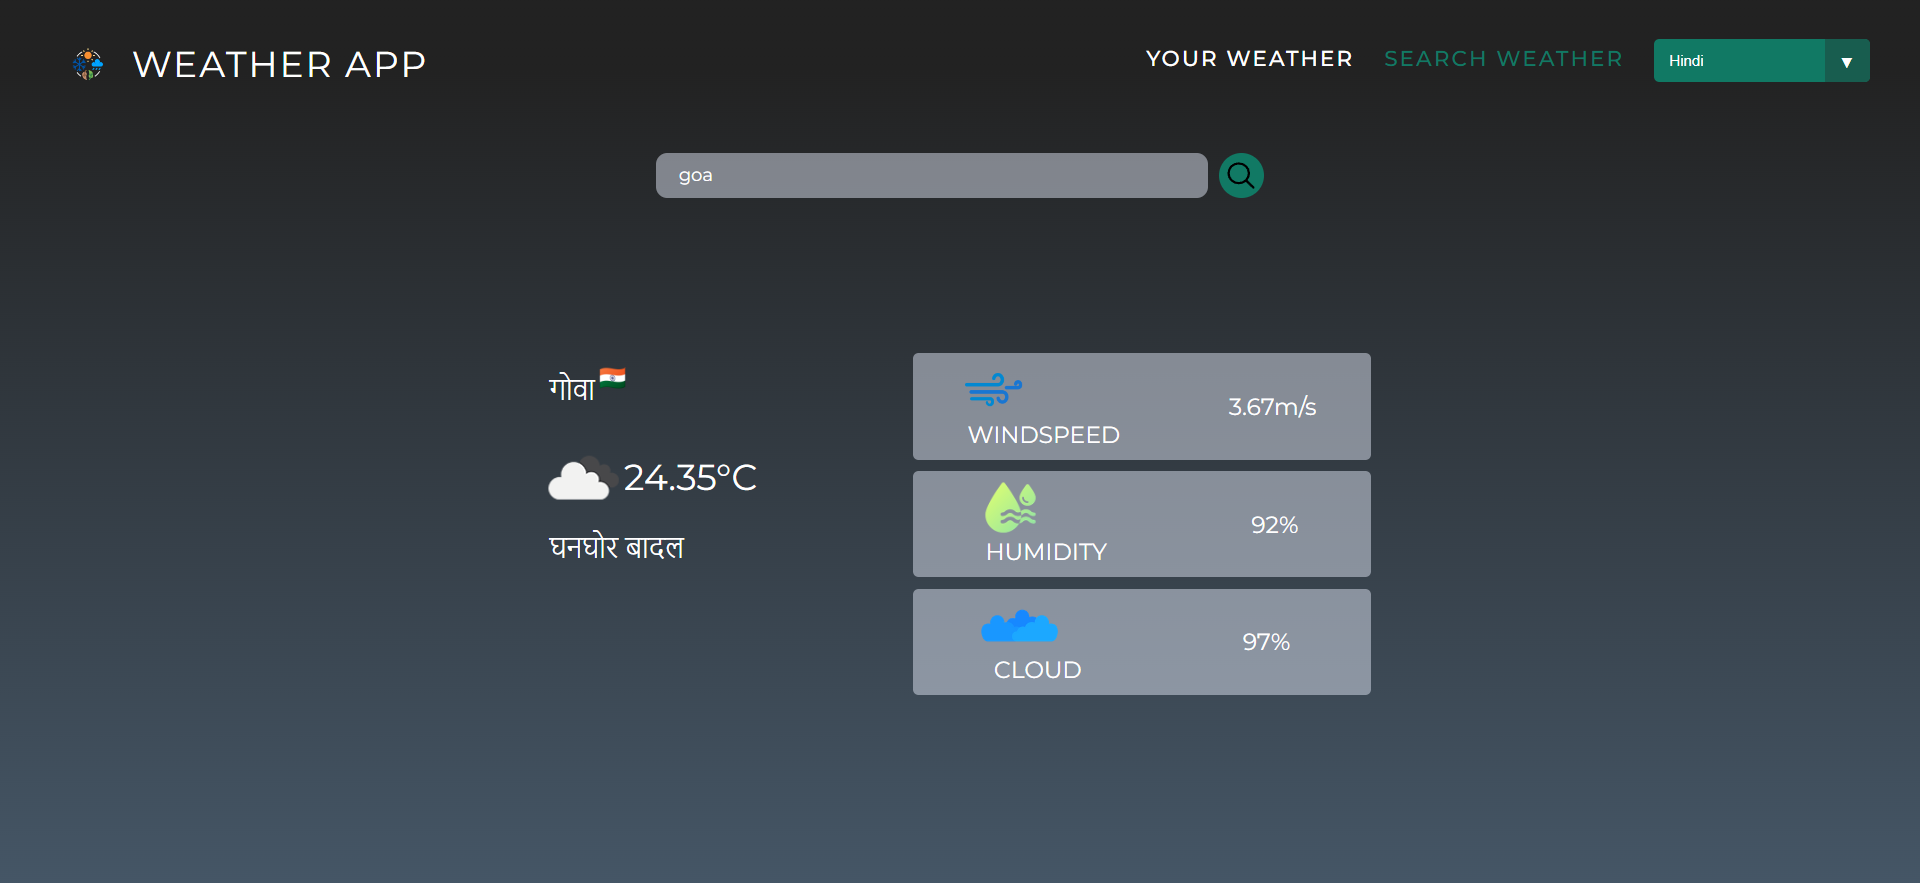 WEATHER APP
YOUR WEATHER
SEARCH WEATHER
Hindi
goa
गोवा
24.35°C
घनघोर बादल
WINDSPEED
3.67m/s
HUMIDITY
92%
CLOUD
97%